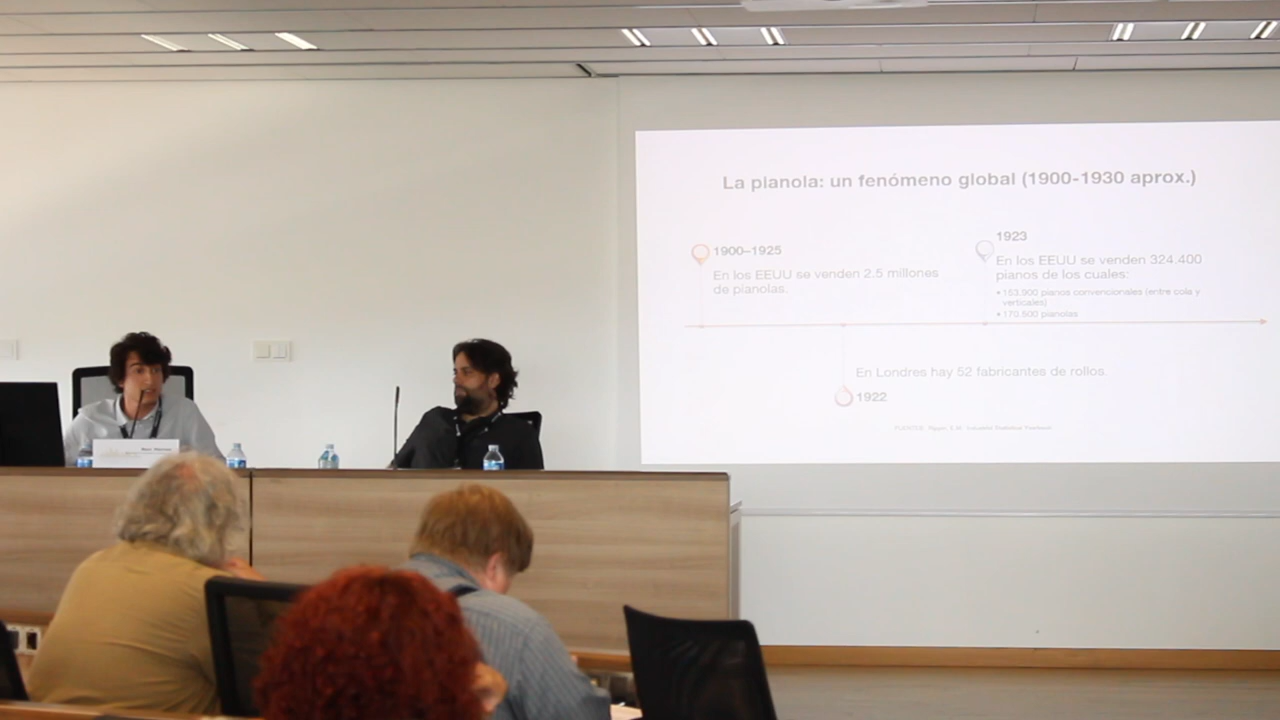 La pianola: un fenómeno global (1900-1930 aprox.)
1900–1925
En los EEUU se venden 2.5 millones
de pianolas.
1923
En los EEUU se venden 324.400
pianos de los cuales:
• 153.900 pianos convencionales (entre cola y
verticales)
• 170.500 pianolas
En Londres hay 52 fabricantes de rollos.
1922